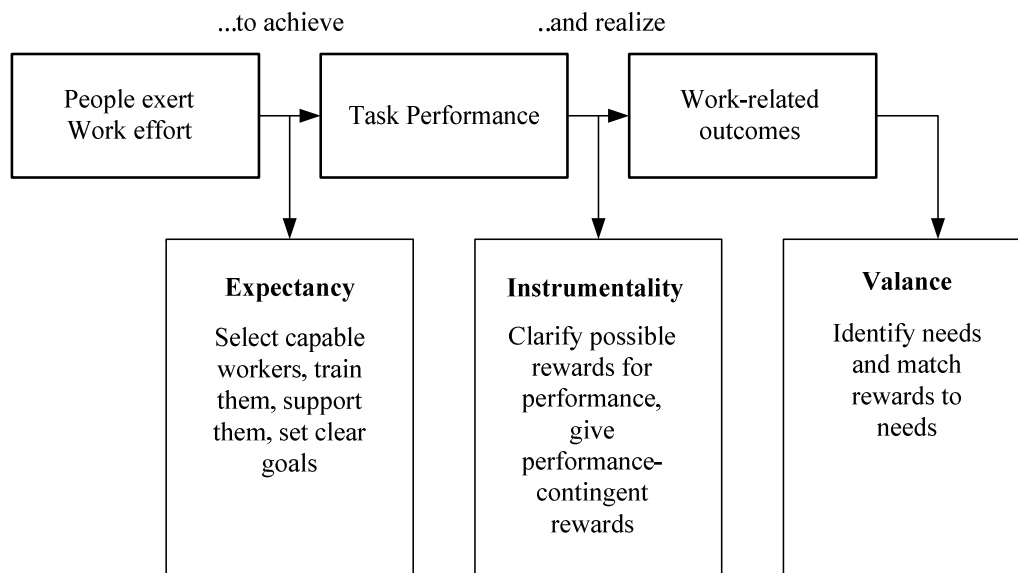 ...to achieve
..and realize
People exert
Work effort
Task Performance
Work-related
outcomes
Expectancy
Select capable
workers, train
them, support
them, set clear
goals
Instrumentality
Clarify possible
rewards for
performance,
give
performance-
contingent
rewards
Valance
Identify needs
and match
rewards to
needs